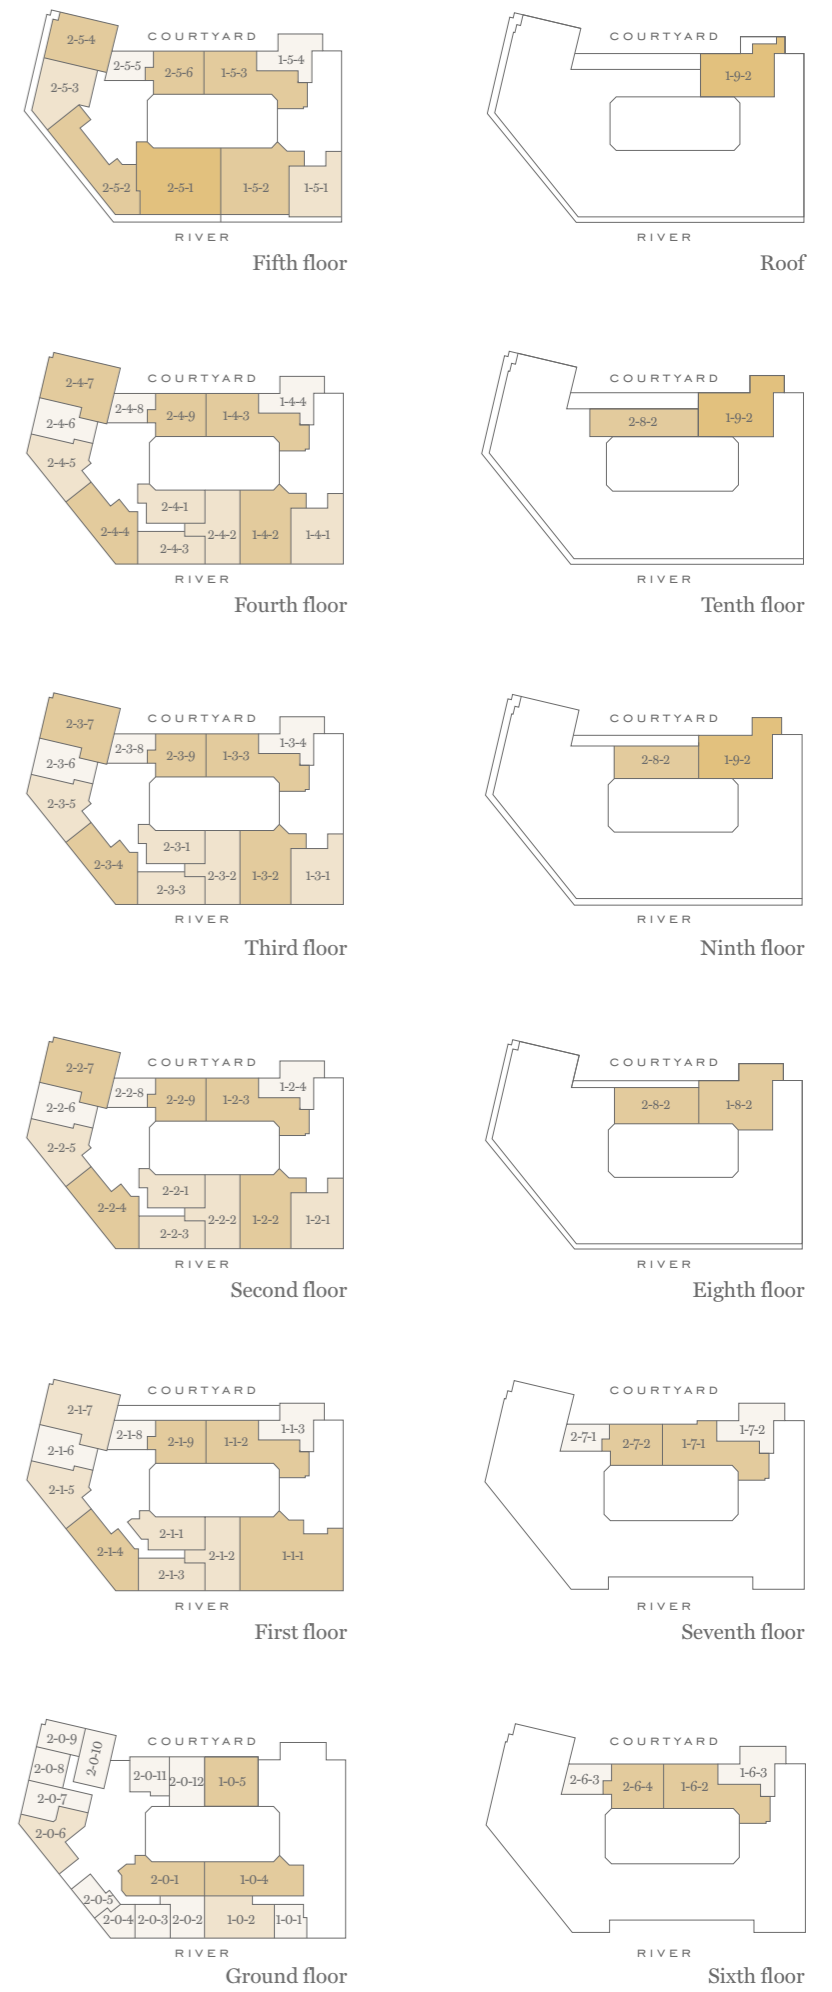 COURTYARD
2-5-4
2-5-5
2-5-6
1-5-3
1-5-4
2-5-3
2-5-2
2-5-1
1-5-2
1-5-1
RIVER
Fifth floor
COURTYARD
1-9-2
RIVER
Roof
COURTYARD
2-4-7
2-4-8
2-4-9
1-4-3
1-4-4
2-4-6
2-4-5
2-4-1
2-4-4
2-4-2
1-4-2
1-4-1
2-4-3
RIVER
Fourth floor
COURTYARD
2-8-2
1-9-2
RIVER
Tenth floor
COURTYARD
2-3-7
2-3-8
2-3-9
1-3-3
1-3-4
2-3-6
2-3-5
2-3-1
2-3-4
2-3-2
1-3-2
1-3-1
2-3-3
RIVER
Third floor
COURTYARD
2-8-2
1-9-2
RIVER
Ninth floor
COURTYARD
2-2-7
2-2-8
2-2-9
1-2-3
1-2-4
2-2-6
2-2-5
2-2-1
2-2-4
2-2-2
1-2-2
1-2-1
2-2-3
RIVER
Second floor
COURTYARD
2-8-2
1-8-2
RIVER
Eighth floor
COURTYARD
2-1-7
2-1-8
2-1-9
1-1-2
1-1-3
2-1-6
2-1-5
2-1-1
2-1-4
2-1-2
1-1-1
2-1-3
RIVER
First floor
COURTYARD
2-7-1
2-7-2
1-7-1
1-7-2
RIVER
Seventh floor
COURTYARD
2-0-9
2-0-10
2-0-8
2-0-11
2-0-12
1-0-5
2-0-7
2-0-6
2-0-1
1-0-4
2-0-5
2-0-4
2-0-3
2-0-2
1-0-2
1-0-1
RIVER
Ground floor
COURTYARD
2-6-3
2-6-4
1-6-2
1-6-3
RIVER
Sixth floor